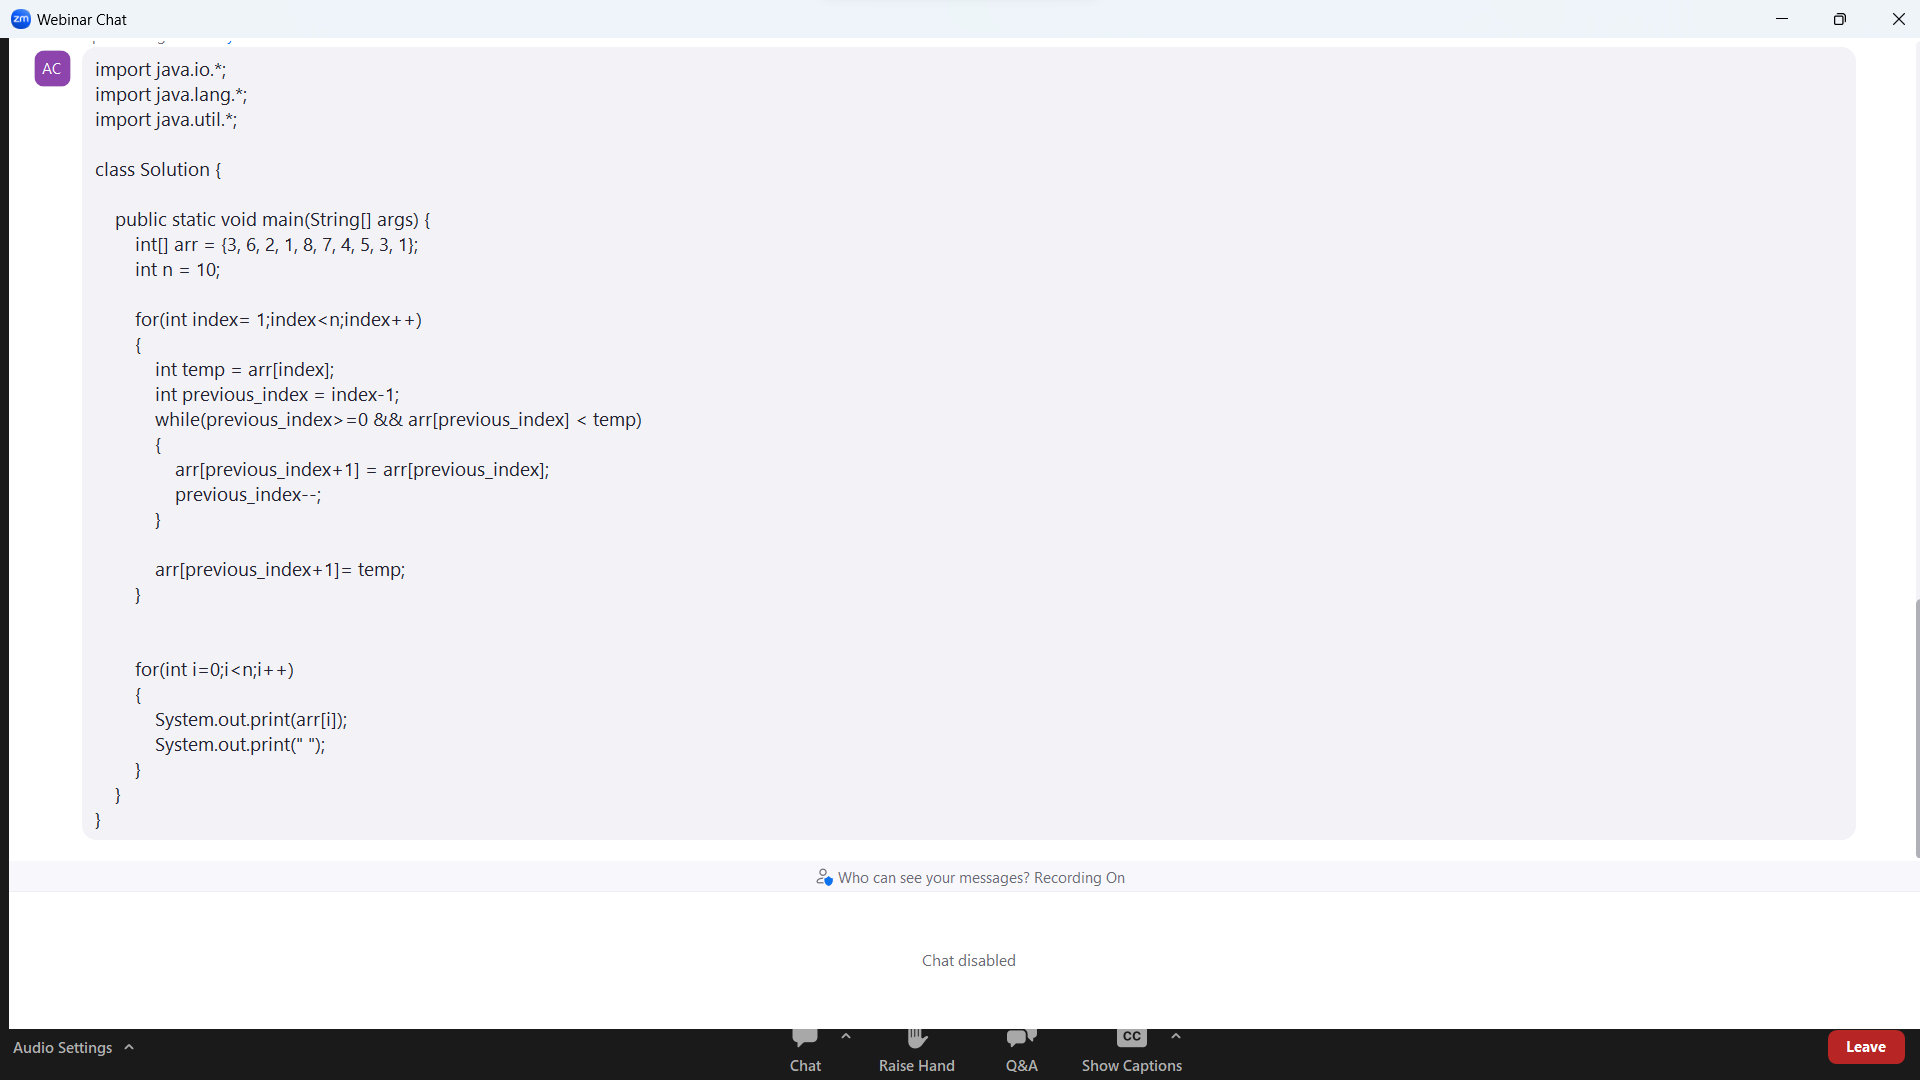 zm Webinar Chat
AC
import java.io.*;
import java.lang.*;
import java.util.*;
class Solution {
public static void main(String[] args) {
int[] arr = {3, 6, 2, 1, 8, 7, 4, 5, 3, 1};
int n = 10;
for(int index= 1;index<n;index++)
{
int temp = arr[index];
int previous_index = index-1;
while(previous_index>=0 && arr[previous_index] < temp)
{
arr[previous_index+1] = arr[previous_index];
previous_index--;
}
arr[previous_index+1]= temp;
}
for(int i=0;i<n;i++)
{
System.out.print(arr[i]);
System.out.print(" ");
}
}
}
Who can see your messages? Recording On
Chat disabled
Audio Settings
Chat
Raise Hand
Q&A
CC
Show Captions
Leave